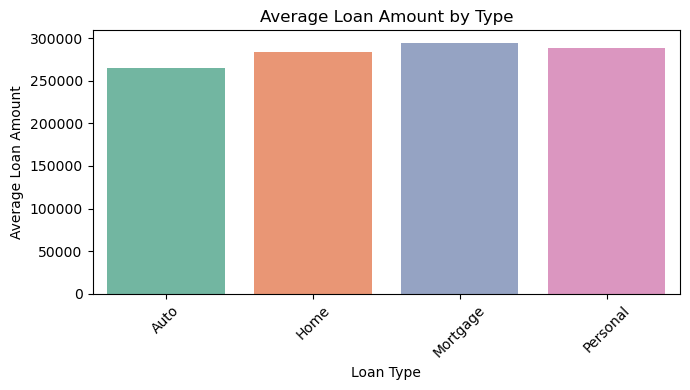 Average Loan Amount by Type
Average Loan Amount
300000
250000
200000
150000
100000
50000
0
Auto
Home
Mortgage
Personal
Loan Type